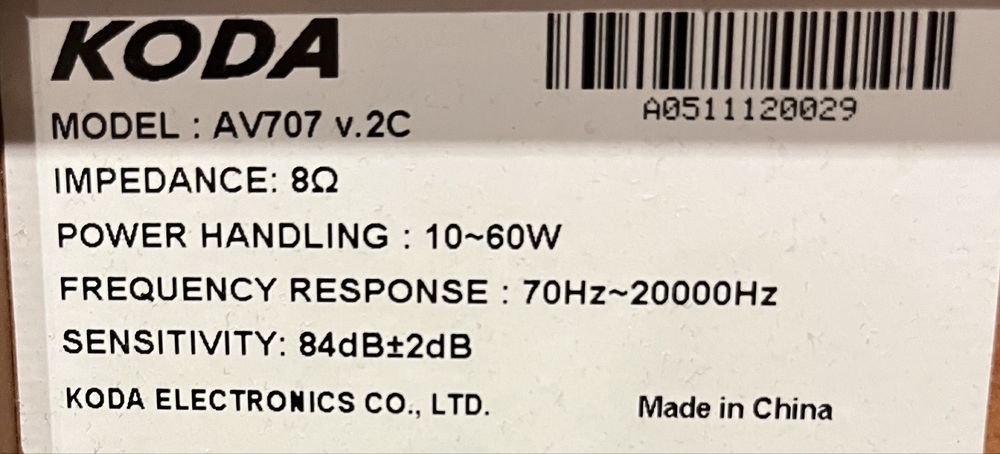 KODA
A0511120029
MODEL : AV707 v.2C
IMPEDANCE: 8Ω
POWER HANDLING : 10~60W
FREQUENCY RESPONSE : 70Hz~20000Hz
SENSITIVITY: 84dB±2dB
KODA ELECTRONICS CO., LTD.
Made in China